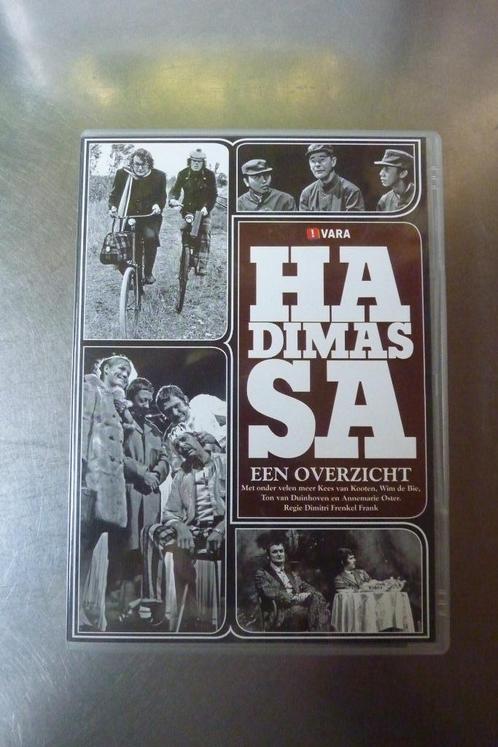 ! VARA
HA
DIMAS
SA
EEN OVERZICHT
Met onder velen meer Kees van Kooten, Wim de Bie,
Ton van Duinhoven en Annemarie Oster.
Regie Dimitri Frenkel Frank